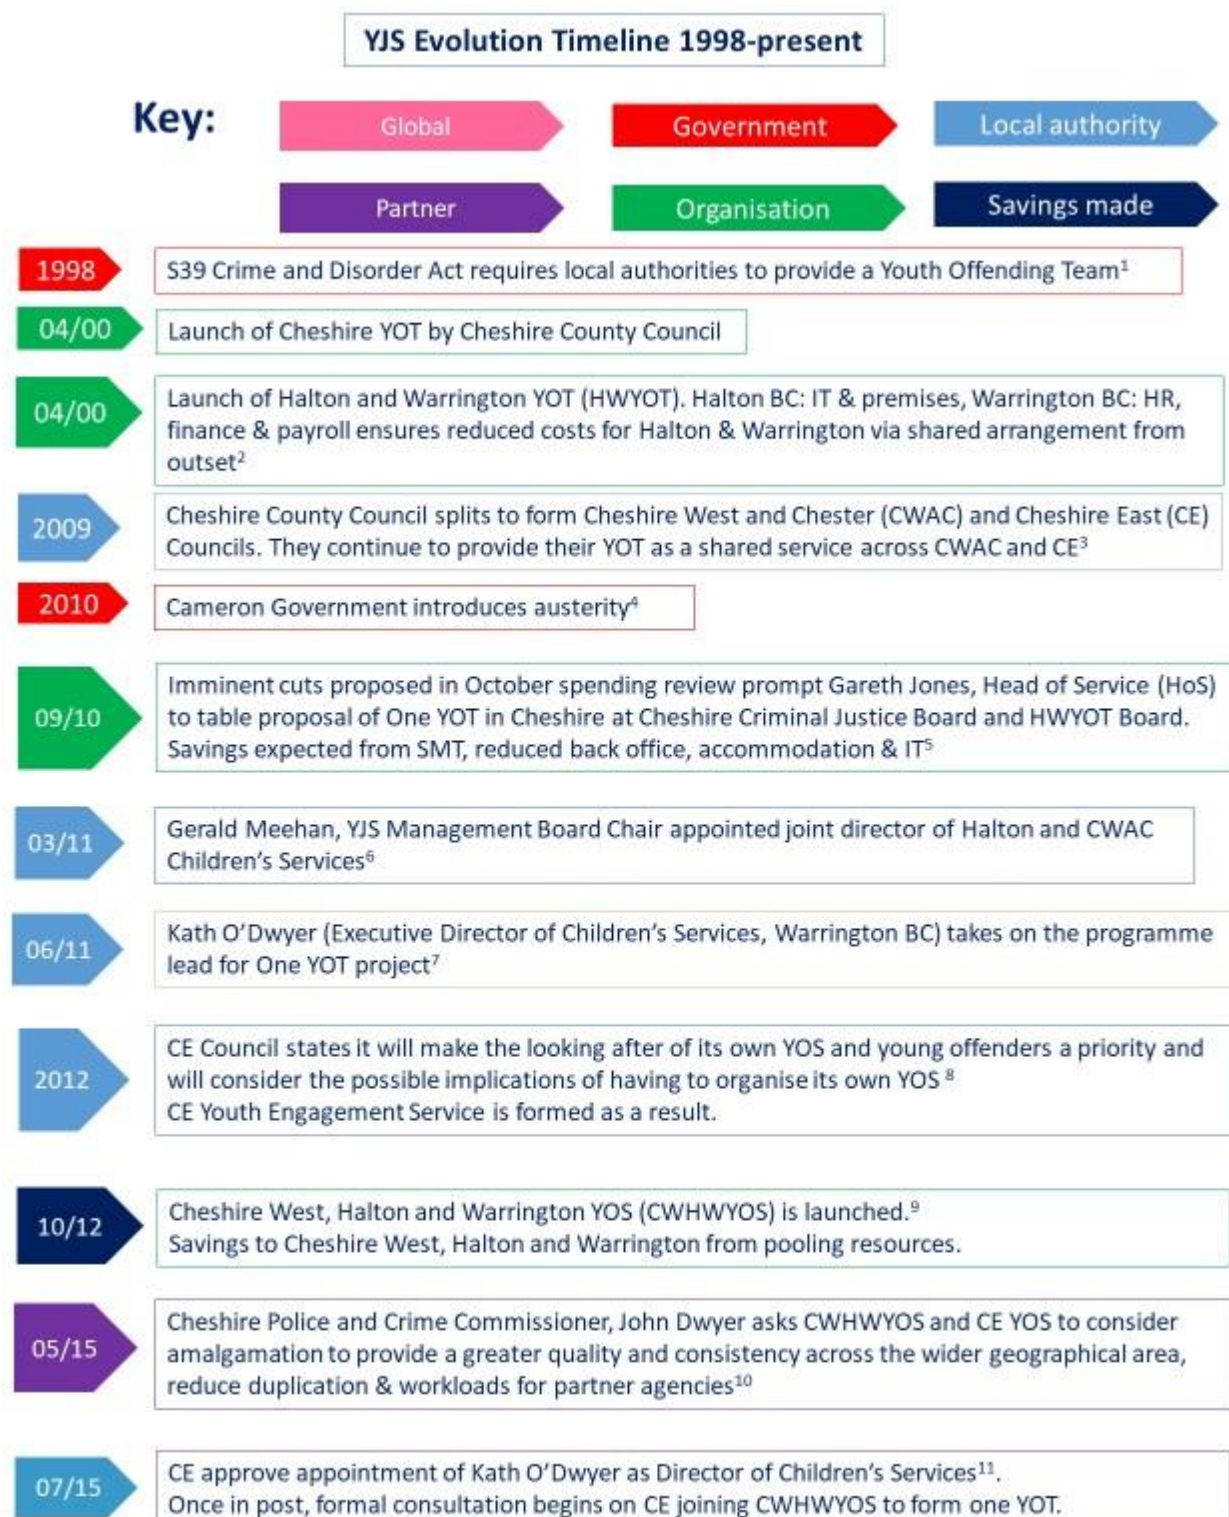 YJS Evolution Timeline 1998-present
Key:
Global
Government
Local authority
Partner
Organisation
Savings made
1998
S39 Crime and Disorder Act requires local authorities to provide a Youth Offending Team¹
04/00
Launch of Cheshire YOT by Cheshire County Council
04/00
Launch of Halton and Warrington YOT (HWYOT). Halton BC: IT & premises, Warrington BC: HR,
finance & payroll ensures reduced costs for Halton & Warrington via shared arrangement from
outset²
2009
Cheshire County Council splits to form Cheshire West and Chester (CWAC) and Cheshire East (CE)
Councils. They continue to provide their YOT as a shared service across CWAC and CE³
2010
Cameron Government introduces austerity⁴
09/10
Imminent cuts proposed in October spending review prompt Gareth Jones, Head of Service (HoS)
to table proposal of One YOT in Cheshire at Cheshire Criminal Justice Board and HWYOT Board.
Savings expected from SMT, reduced back office, accommodation & IT⁵
03/11
Gerald Meehan, YJS Management Board Chair appointed joint director of Halton and CWAC
Children's Services⁶
06/11
Kath O'Dwyer (Executive Director of Children's Services, Warrington BC) takes on the programme
lead for One YOT project⁷
2012
CE Council states it will make the looking after of its own YOS and young offenders a priority and
will consider the possible implications of having to organise its own YOS ⁸
CE Youth Engagement Service is formed as a result.
10/12
Cheshire West, Halton and Warrington YOS (CWHWYOS) is launched.⁹
Savings to Cheshire West, Halton and Warrington from pooling resources.
05/15
Cheshire Police and Crime Commissioner, John Dwyer asks CWHWYOS and CE YOS to consider
amalgamation to provide a greater quality and consistency across the wider geographical area,
reduce duplication & workloads for partner agencies¹⁰
07/15
CE approve appointment of Kath O'Dwyer as Director of Children's Services¹¹.
Once in post, formal consultation begins on CE joining CWHWYOS to form one YOT.